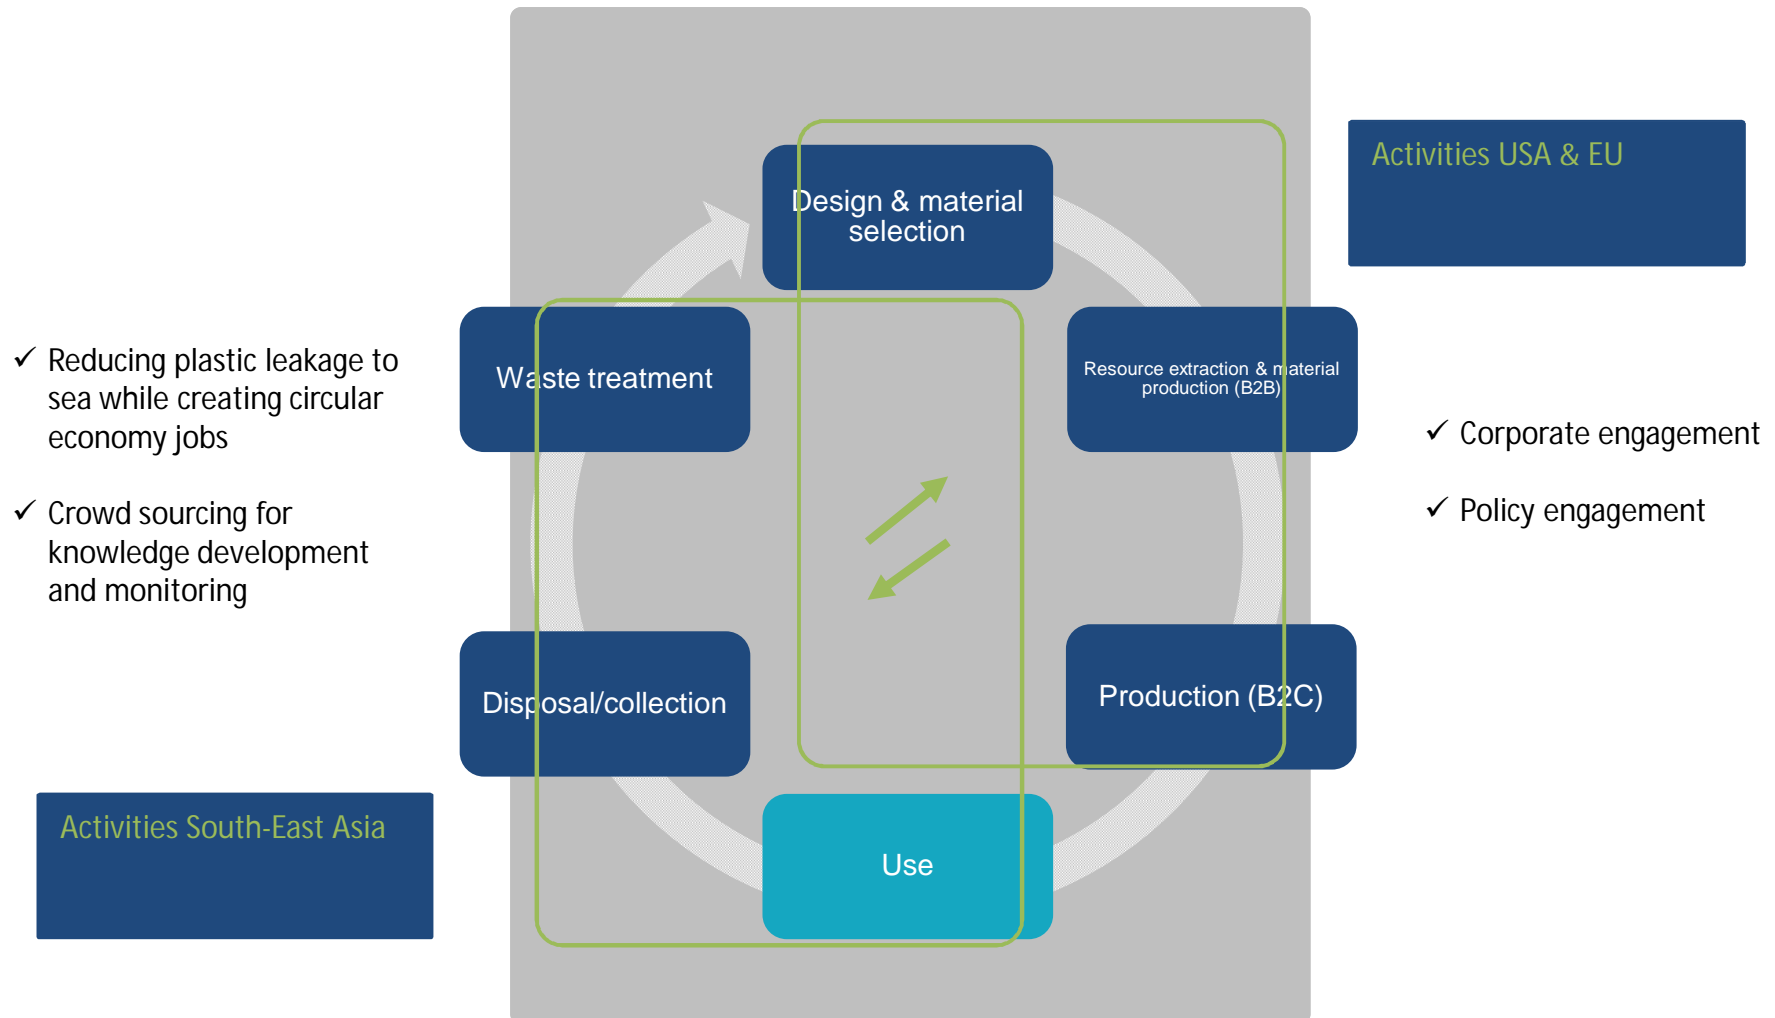 Design & material
selection
Activities USA & EU
Waste treatment
Resource extraction & material
production (B2B)
✓ Reducing plastic leakage to
sea while creating circular
economy jobs
✓ Crowd sourcing for
knowledge development
and monitoring
✓ Corporate engagement
✓ Policy engagement
Disposal/collection
Production (B2C)
Activities South-East Asia
Use